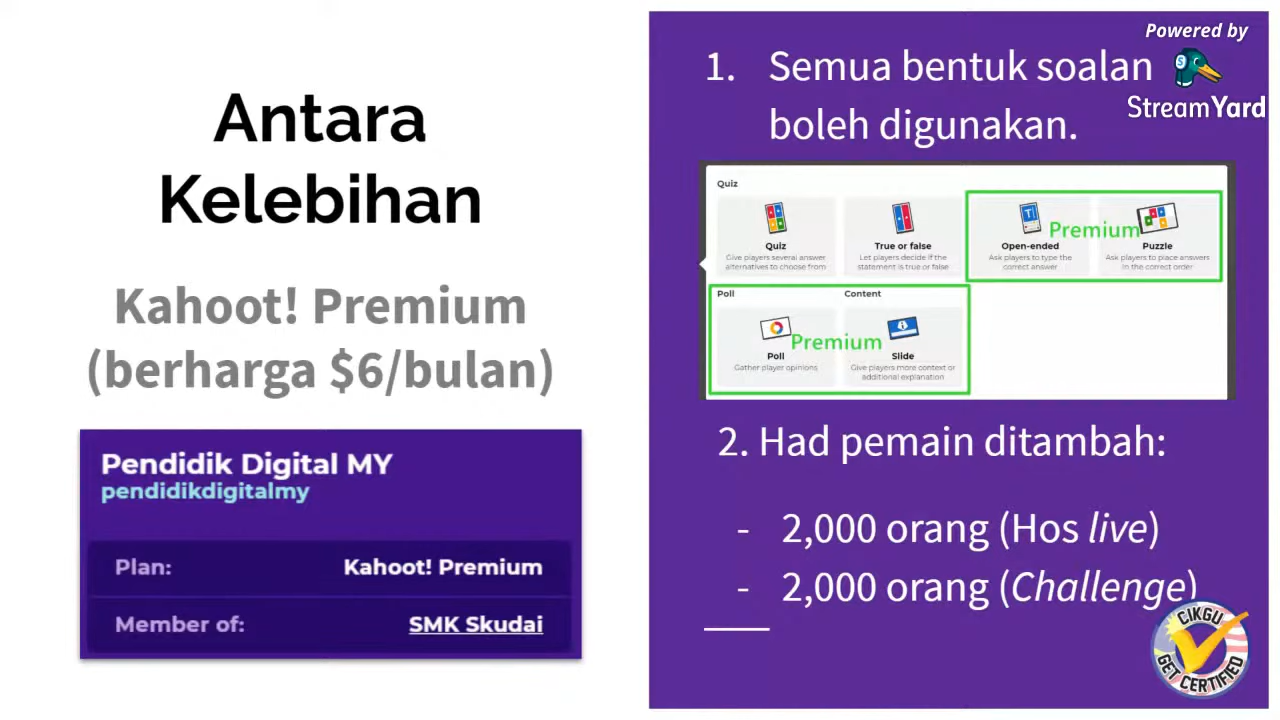 Antara
Kelebihan
Kahoot! Premium
(berharga $6/bulan)
Pendidik Digital MY
pendidikdigitalmy
Plan: Kahoot! Premium
Member of: SMK Skudai
Powered by
StreamYard
1. Semua bentuk soalan
boleh digunakan.
Quiz
Quiz
Give players several answer
alternatives to choose from
True or false
Let players decide if the
statement is true or false
Premium
Open-ended
Ask players to type the
correct answer
Puzzle
Ask players to place answers
in the correct order
Poll
Content
Premium
Poll
Gather player opinions
Slide
Give players more context or
additional explanation
2. Had pemain ditambah:
- 2,000 orang (Hos live)
- 2,000 orang (Challenge)
CIKGU
GET CERTIFIED